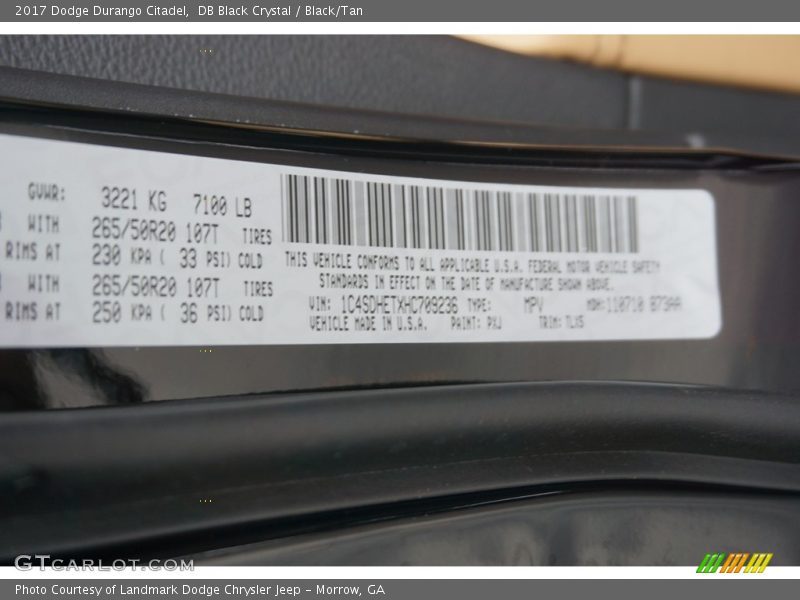 2017 Dodge Durango Citadel, DB Black Crystal / Black/Tan
GVWR: 3221 KG 7100 LB
WITH 265/50R20 107T TIRES
RIMS AT 230 KPA ( 33 PSI) COLD
WITH 265/50R20 107T TIRES
RIMS AT 250 KPA ( 36 PSI) COLD
THIS VEHICLE CONFORMS TO ALL APPLICABLE U.S.A. FEDERAL MOTOR VEHICLE SAFETY
STANDARDS IN EFFECT ON THE DATE OF MANUFACTURE SHOWN ABOVE.
VIN: 1C4SDHETXHC709236 TYPE: MPV MDH: 110710 873AA
VEHICLE MADE IN U.S.A. PAINT: PXJ TRIM: TLX5
GTCARLOT.COM
Photo Courtesy of Landmark Dodge Chrysler Jeep – Morrow, GA